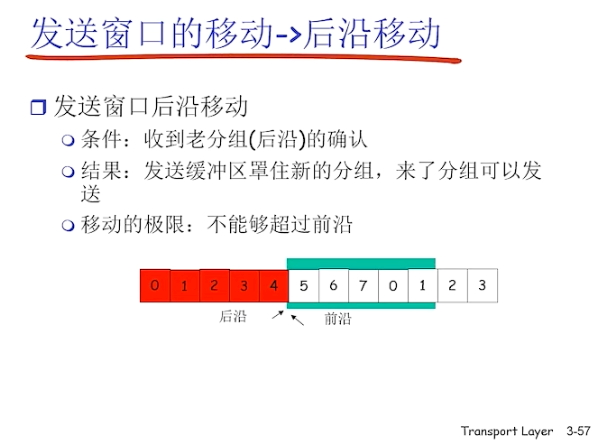 发送窗口的移动->后沿移动
发送窗口后沿移动
条件：收到老分组(后沿)的确认
结果：发送缓冲区罩住新的分组，来了分组可以发
送
移动的极限：不能够超过前沿
0 1 2 3 4 5 6 7 0 1 2 3
后沿 前沿
Transport Layer 3-57